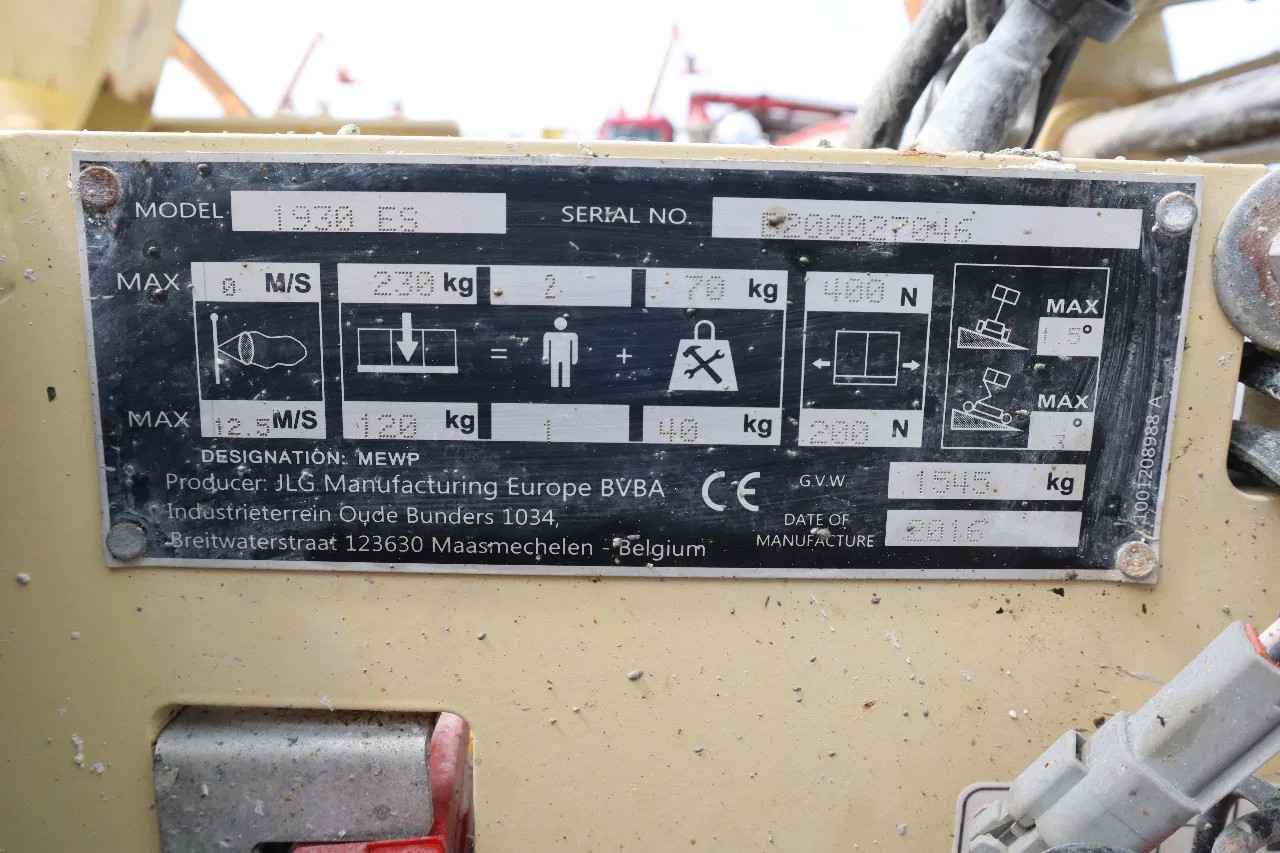 MODEL 1930 ES SERIAL NO. 200027046
MAX 0 M/S 230 kg 2 70 kg 400 N MAX 1.5°
= +
MAX 12.5 M/S 120 kg 1 40 kg 200 N MAX 3°
DESIGNATION: MEWP
Producer: JLG Manufacturing Europe BVBA CE G.V.W 1545 kg
Industrieterrein Oude Bunders 1034,
Breitwaterstraat 123630 Maasmechelen - Belgium
DATE OF MANUFACTURE 2016
1001208988 A